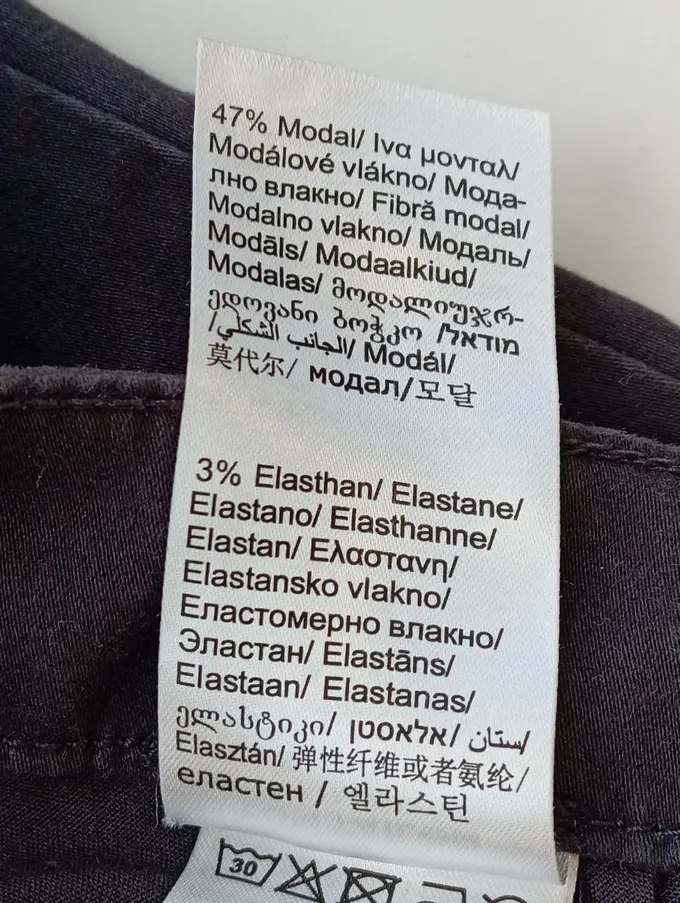 47% Modal/ Ινα μονταλ/
Modálové vlákno/ Мода-
лно влакно/ Fibră modal/
Modalno vlakno/ Модаль/
Modāls/ Modaalkiud/
Modalas/ მოდალიუჯრ-
ედოვანი ბოჭკო /מודאל
/الجانب الشكلي/ Modál/
莫代尔/ модал/모달
3% Elasthan/ Elastane/
Elastano/ Elasthanne/
Elastan/ Ελαστανη/
Elastansko vlakno/
Еластомерно влакно/
Эластан/ Elastāns/
Elastaan/ Elastanas/
ელასტიკი/ אלאסטן/ إستان/
Elasztán/ 弹性纤维或者氨纶/
еластен / 엘라스틴
30